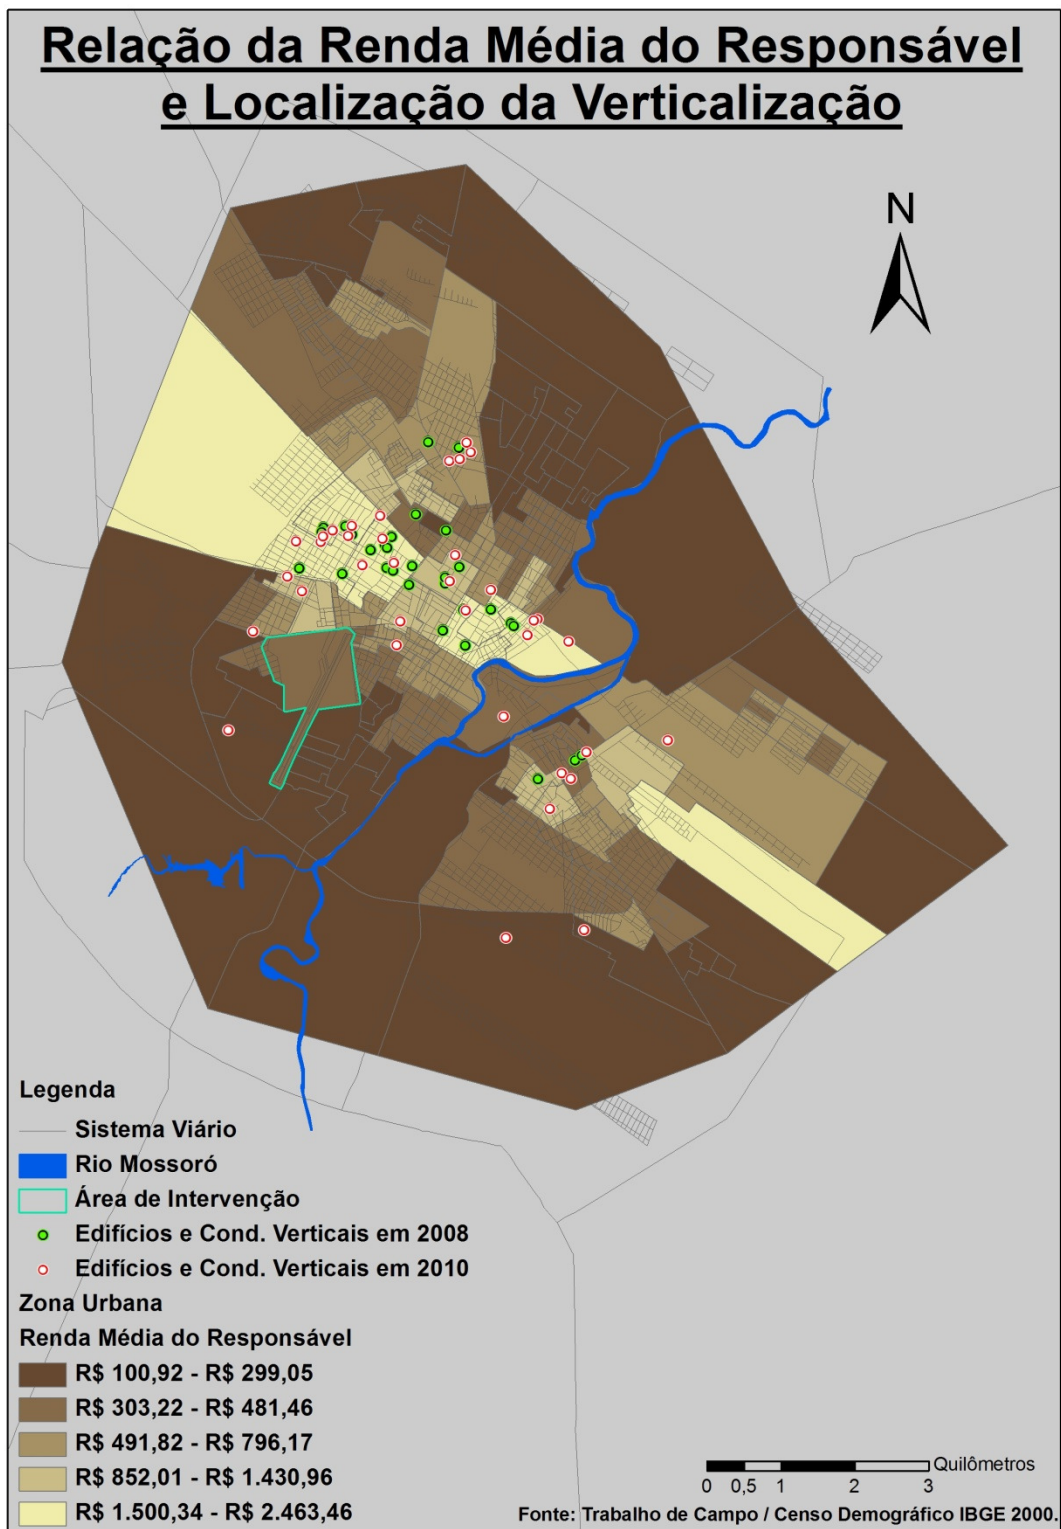 Relação da Renda Média do Responsável
e Localização da Verticalização
N
Legenda
Sistema Viário
Rio Mossoró
Área de Intervenção
Edifícios e Cond. Verticais em 2008
Edifícios e Cond. Verticais em 2010
Zona Urbana
Renda Média do Responsável
R$ 100,92 - R$ 299,05
R$ 303,22 - R$ 481,46
R$ 491,82 - R$ 796,17
R$ 852,01 - R$ 1.430,96
R$ 1.500,34 - R$ 2.463,46
Quilômetros
0 0,5 1 2 3
Fonte: Trabalho de Campo / Censo Demográfico IBGE 2000.